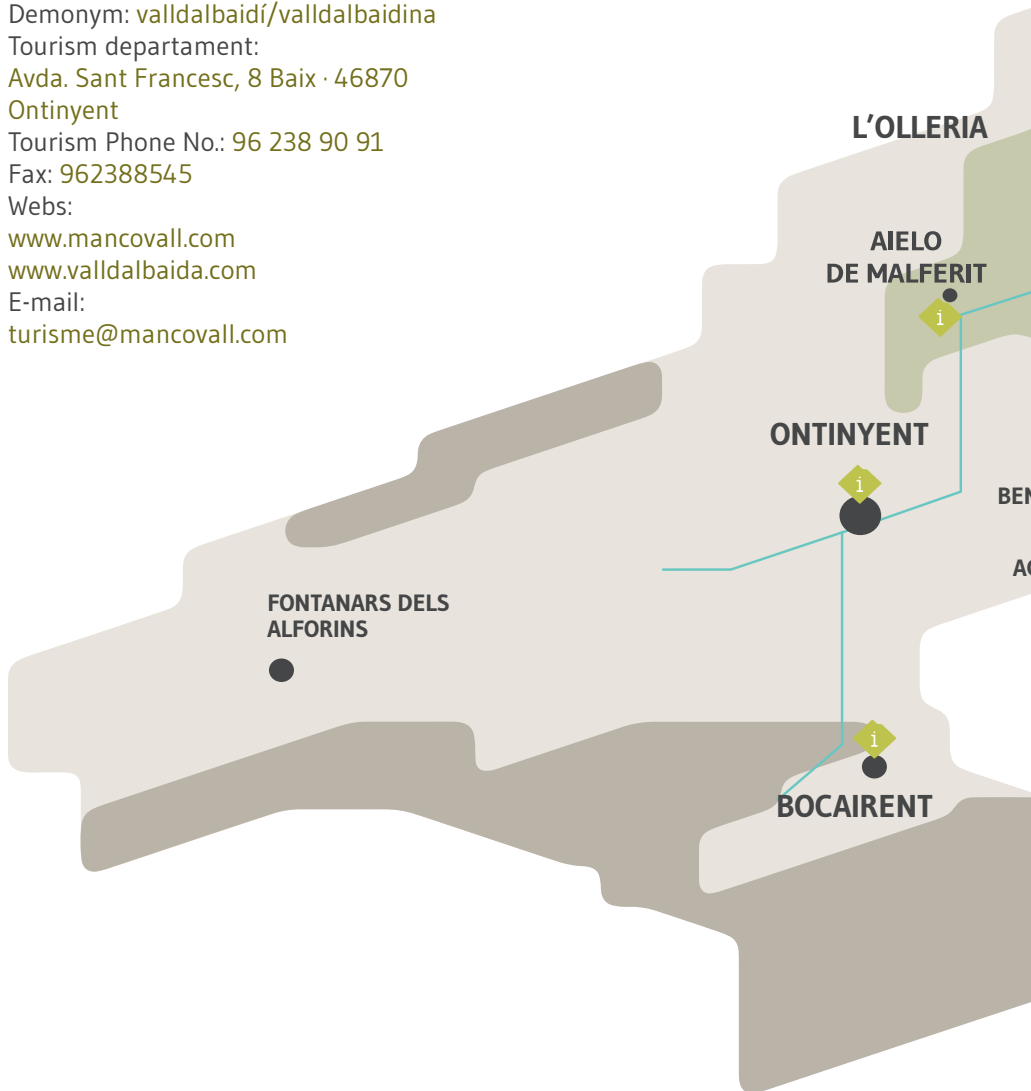 Demonym: valldalbaidí/valldalbaidina
Tourism departament:
Avda. Sant Francesc, 8 Baix · 46870
Ontinyent
Tourism Phone No.: 96 238 90 91
Fax: 962388545
Webs:
www.mancovall.com
www.valldalbaida.com
E-mail:
turisme@mancovall.com
L'OLLERIA
AIELO
DE MALFERIT
i
ONTINYENT
i
BEN
AG
FONTANARS DELS
ALFORINS
i
BOCAIRENT